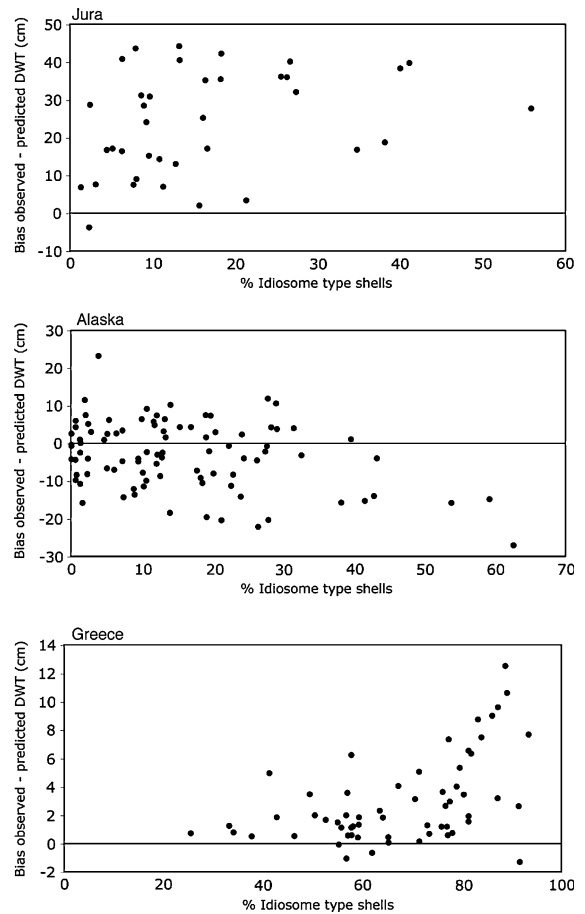 Jura
Bias observed - predicted DWT (cm)
50
40
30
20
10
0
-10
0 10 20 30 40 50 60
% Idiosome type shells
Alaska
Bias observed - predicted DWT (cm)
30
20
10
0
-10
-20
-30
0 10 20 30 40 50 60 70
% Idiosome type shells
Greece
Bias observed - predicted DWT (cm)
14
12
10
8
6
4
2
0
-2
0 20 40 60 80 100
% Idiosome type shells